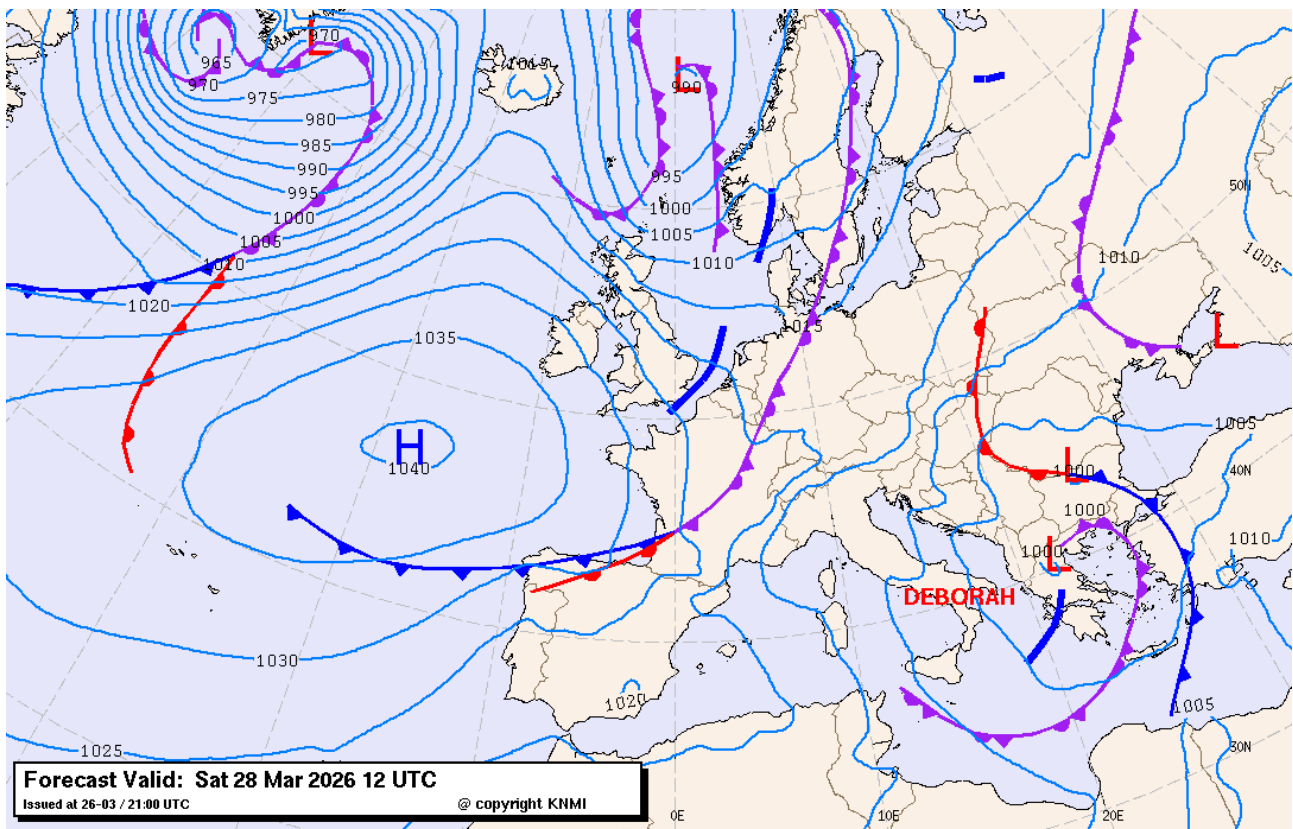 L
970
965
970
975
980
985
990
995
1000
1005
1010
1020
1015
L
990
995
1000
1005
1010
50N
1005
1010
L
1015
1035
H
1040
1005
40N
L
1000
1000
1010
1000
L
DEBORAH
1030
1020
1005
1025
30N
Forecast Valid: Sat 28 Mar 2026 12 UTC
Issued at 26-03 / 21:00 UTC @ copyright KNMI
0E
10E
20E